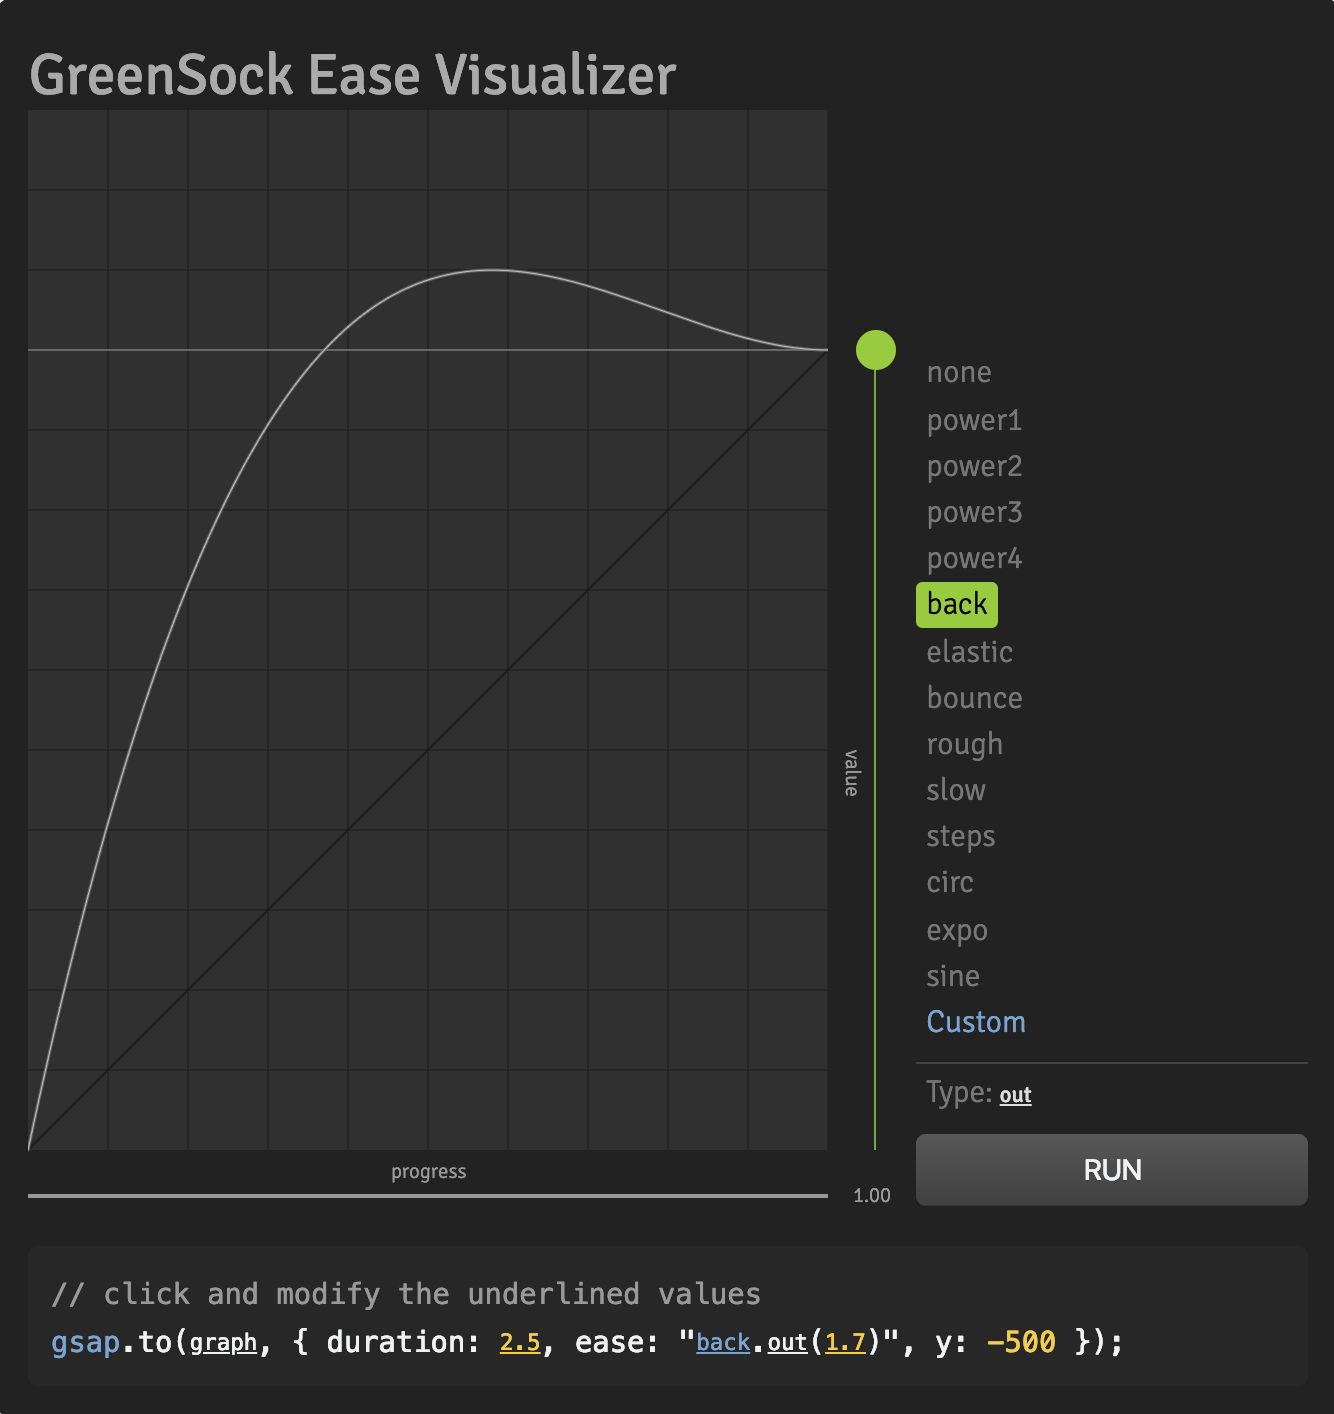 GreenSock Ease Visualizer
none
power1
power2
power3
power4
back
elastic
bounce
rough
value
slow
steps
circ
expo
sine
Custom
Type: out
progress
1.00
RUN
// click and modify the underlined values
gsap.to(graph, { duration: 2.5, ease: "back.out(1.7)", y: -500 });